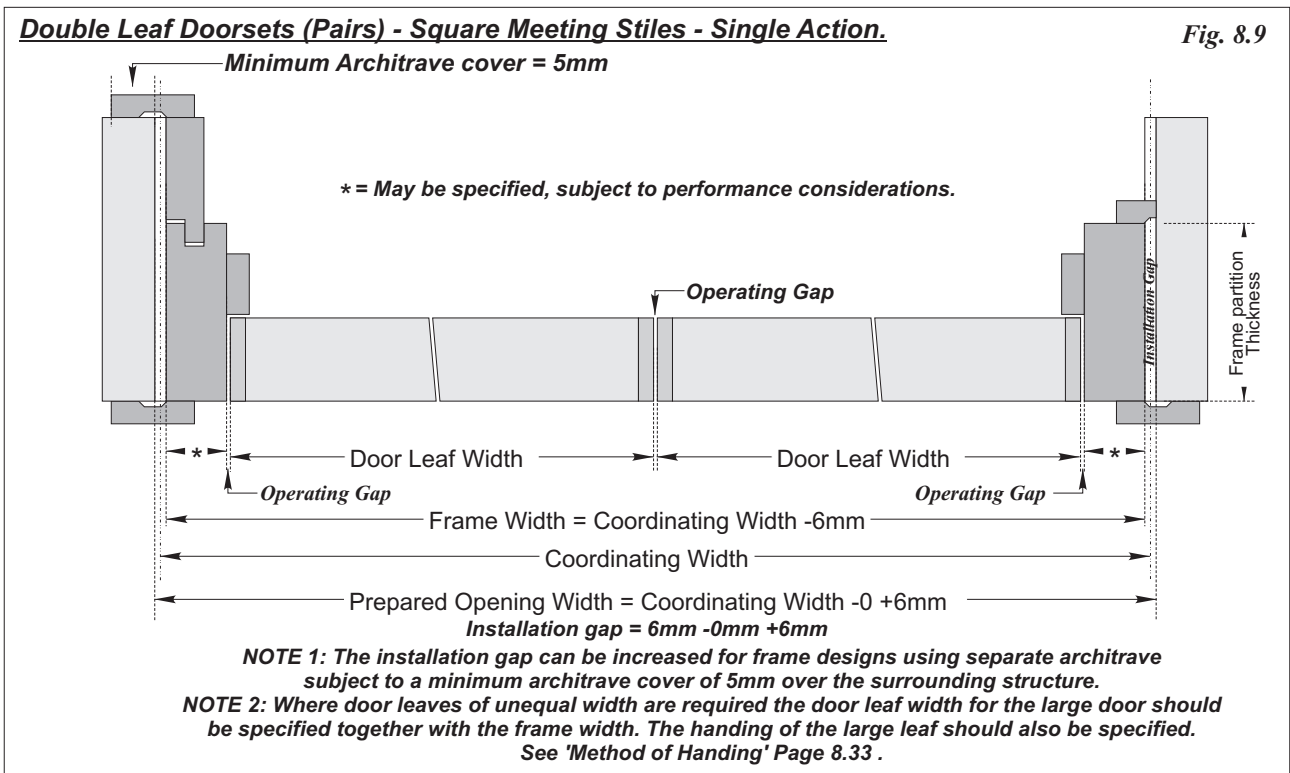 Double Leaf Doorsets (Pairs) - Square Meeting Stiles - Single Action.
Fig. 8.9
Minimum Architrave cover = 5mm
* = May be specified, subject to performance considerations.
Operating Gap
Installation Gap
Frame partition
Thickness
*
Door Leaf Width
Door Leaf Width
*
Operating Gap
Operating Gap
Frame Width = Coordinating Width -6mm
Coordinating Width
Prepared Opening Width = Coordinating Width -0 +6mm
Installation gap = 6mm -0mm +6mm
NOTE 1: The installation gap can be increased for frame designs using separate architrave
subject to a minimum architrave cover of 5mm over the surrounding structure.
NOTE 2: Where door leaves of unequal width are required the door leaf width for the large door should
be specified together with the frame width. The handing of the large leaf should also be specified.
See 'Method of Handing' Page 8.33 .